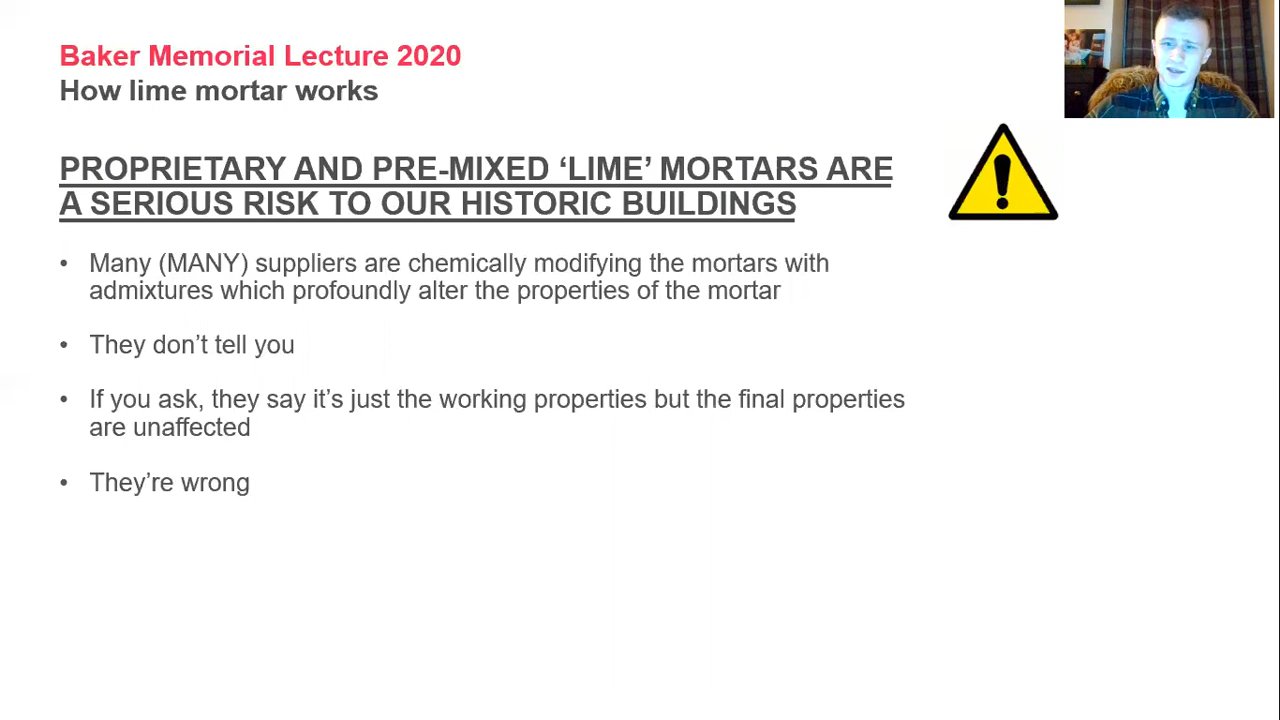 Baker Memorial Lecture 2020
How lime mortar works
PROPRIETARY AND PRE-MIXED ‘LIME’ MORTARS ARE
A SERIOUS RISK TO OUR HISTORIC BUILDINGS
• Many (MANY) suppliers are chemically modifying the mortars with
admixtures which profoundly alter the properties of the mortar
• They don’t tell you
• If you ask, they say it’s just the working properties but the final properties
are unaffected
• They’re wrong